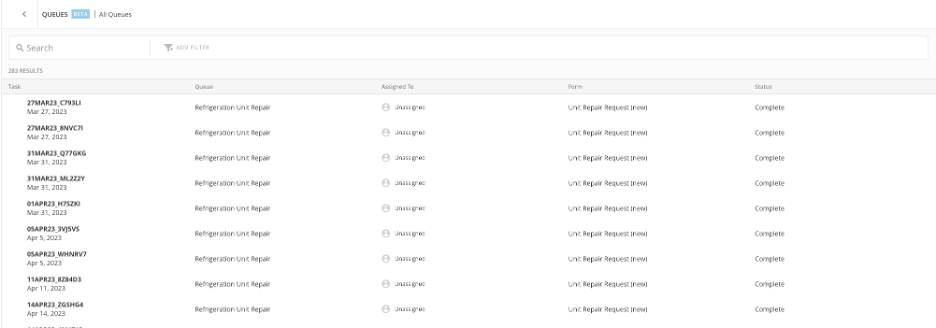 QUEUES BETA | All Queues
Search ADD FILTER
283 RESULTS
Task Queue Assigned To Form Status
27MAR23_C793LI
Mar 27, 2023 Refrigeration Unit Repair Unassigned Unit Repair Request (new) Complete
27MAR23_8NVC7I
Mar 27, 2023 Refrigeration Unit Repair Unassigned Unit Repair Request (new) Complete
31MAR23_Q77GKG
Mar 31, 2023 Refrigeration Unit Repair Unassigned Unit Repair Request (new) Complete
31MAR23_ML2Z2Y
Mar 31, 2023 Refrigeration Unit Repair Unassigned Unit Repair Request (new) Complete
01APR23_H75ZKI
Mar 31, 2023 Refrigeration Unit Repair Unassigned Unit Repair Request (new) Complete
05APR23_3VJ5VS
Apr 5, 2023 Refrigeration Unit Repair Unassigned Unit Repair Request (new) Complete
05APR23_WHNRV7
Apr 5, 2023 Refrigeration Unit Repair Unassigned Unit Repair Request (new) Complete
11APR23_8Z84D3
Apr 11, 2023 Refrigeration Unit Repair Unassigned Unit Repair Request (new) Complete
14APR23_ZGSHG4
Apr 14, 2023 Refrigeration Unit Repair Unassigned Unit Repair Request (new) Complete